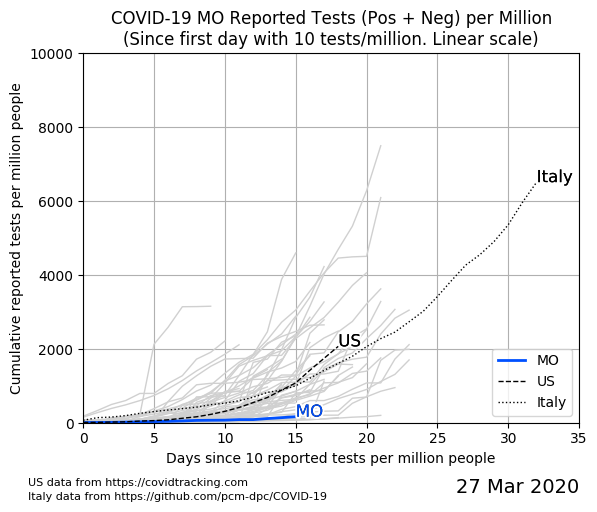 COVID-19 MO Reported Tests (Pos + Neg) per Million
(Since first day with 10 tests/million. Linear scale)
Cumulative reported tests per million people
10000
8000
6000
4000
2000
0
Italy
US
MO
MO
US
Italy
0 5 10 15 20 25 30 35
Days since 10 reported tests per million people
US data from https://covidtracking.com
Italy data from https://github.com/pcm-dpc/COVID-19
27 Mar 2020